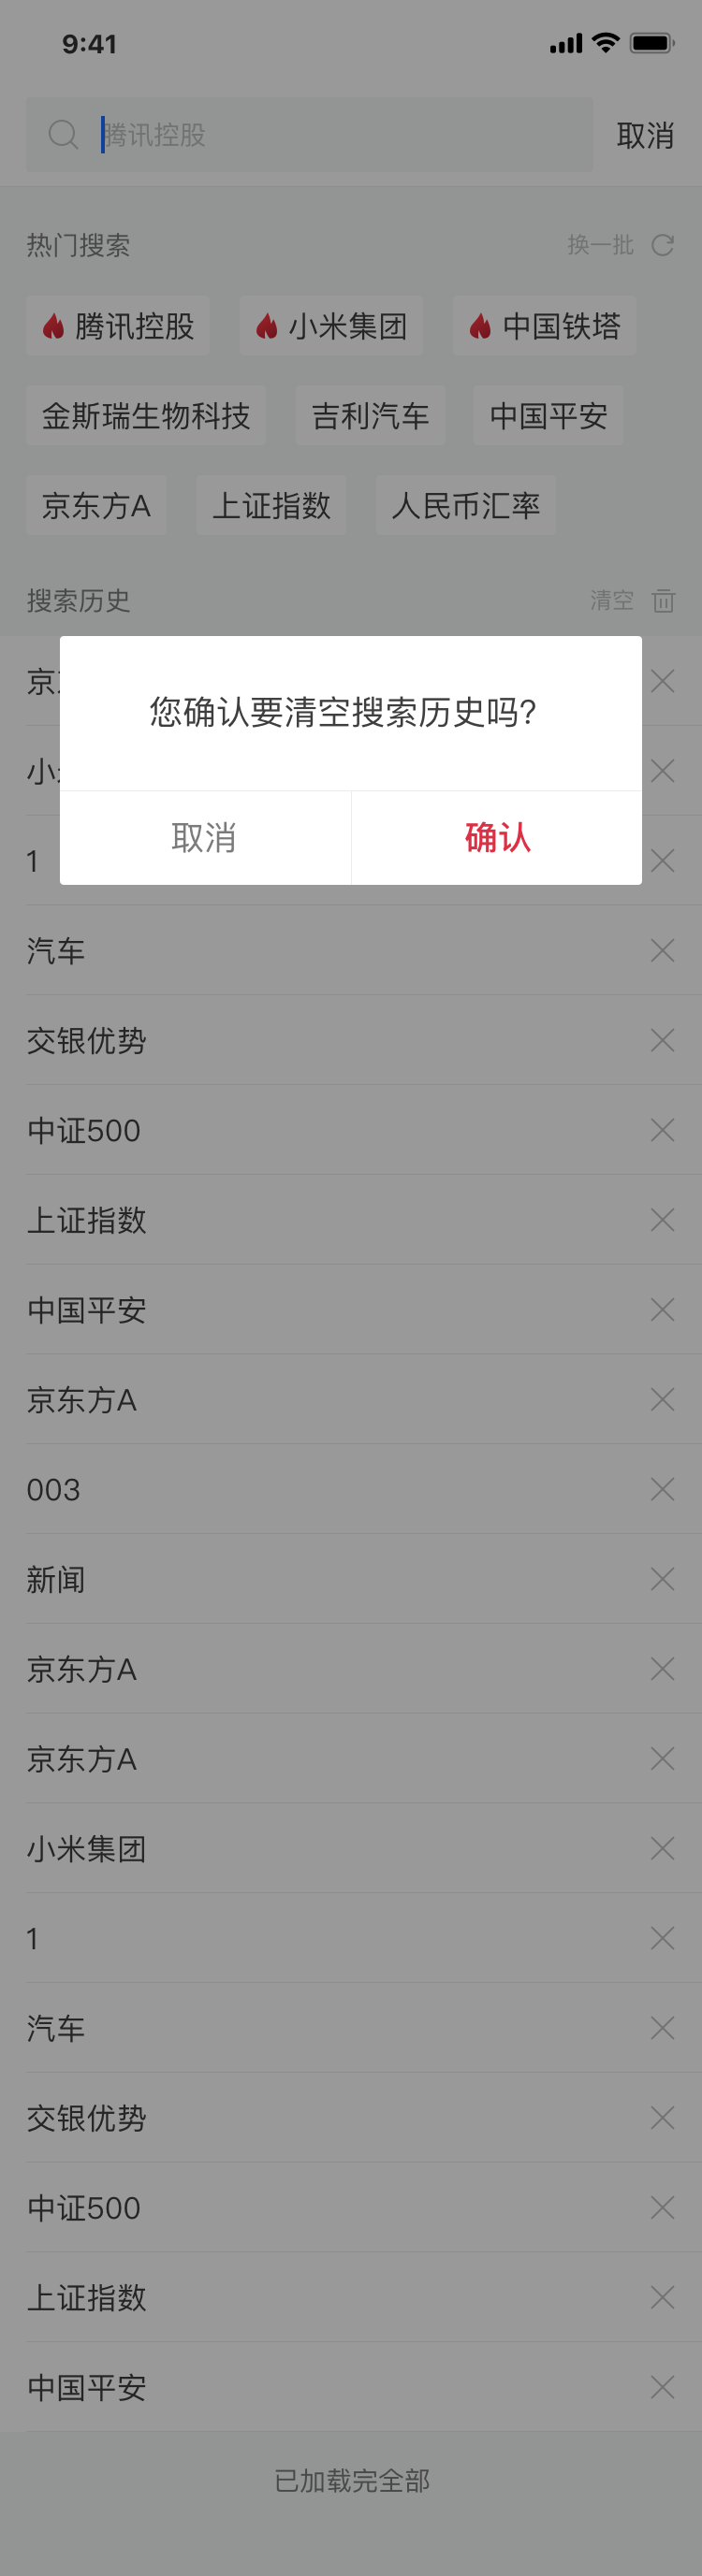 9:41
腾讯控股 取消
热门搜索 换一批
腾讯控股 小米集团 中国铁塔
金斯瑞生物科技 吉利汽车 中国平安
京东方A 上证指数 人民币汇率
搜索历史 清空
京
小
您确认要清空搜索历史吗?
取消 确认
1
汽车
交银优势
中证500
上证指数
中国平安
京东方A
003
新闻
京东方A
京东方A
小米集团
1
汽车
交银优势
中证500
上证指数
中国平安
已加载完全部